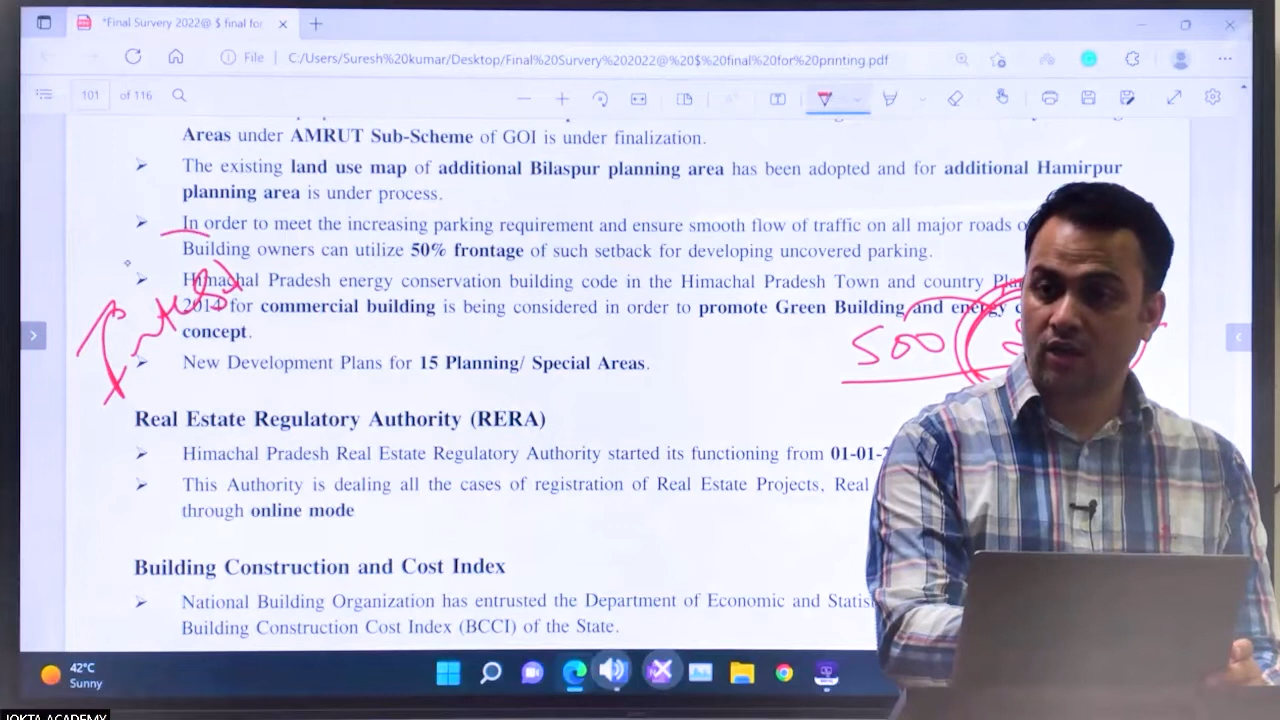 *Final Survery 2022@ $ final for
File
C:/Users/Suresh%20kumar/Desktop/Final%20Survery%202022@%20$%20final%20for%20printing.pdf
101 of 116
Areas under AMRUT Sub-Scheme of GOI is under finalization.
➢ The existing land use map of additional Bilaspur planning area has been adopted and for additional Hamirpur
planning area is under process.
➢ In order to meet the increasing parking requirement and ensure smooth flow of traffic on all major roads
Building owners can utilize 50% frontage of such setback for developing uncovered parking.
➢ Himachal Pradesh energy conservation building code in the Himachal Pradesh Town and country
2014 for commercial building is being considered in order to promote Green Building and energy
concept.
➢ New Development Plans for 15 Planning/ Special Areas.
500
Real Estate Regulatory Authority (RERA)
➢ Himachal Pradesh Real Estate Regulatory Authority started its functioning from 01-01-
➢ This Authority is dealing all the cases of registration of Real Estate Projects, Real
through online mode
Building Construction and Cost Index
➢ National Building Organization has entrusted the Department of Economic and
Building Construction Cost Index (BCCI) of the State.
42°C
Sunny
JOKTA ACADEMY